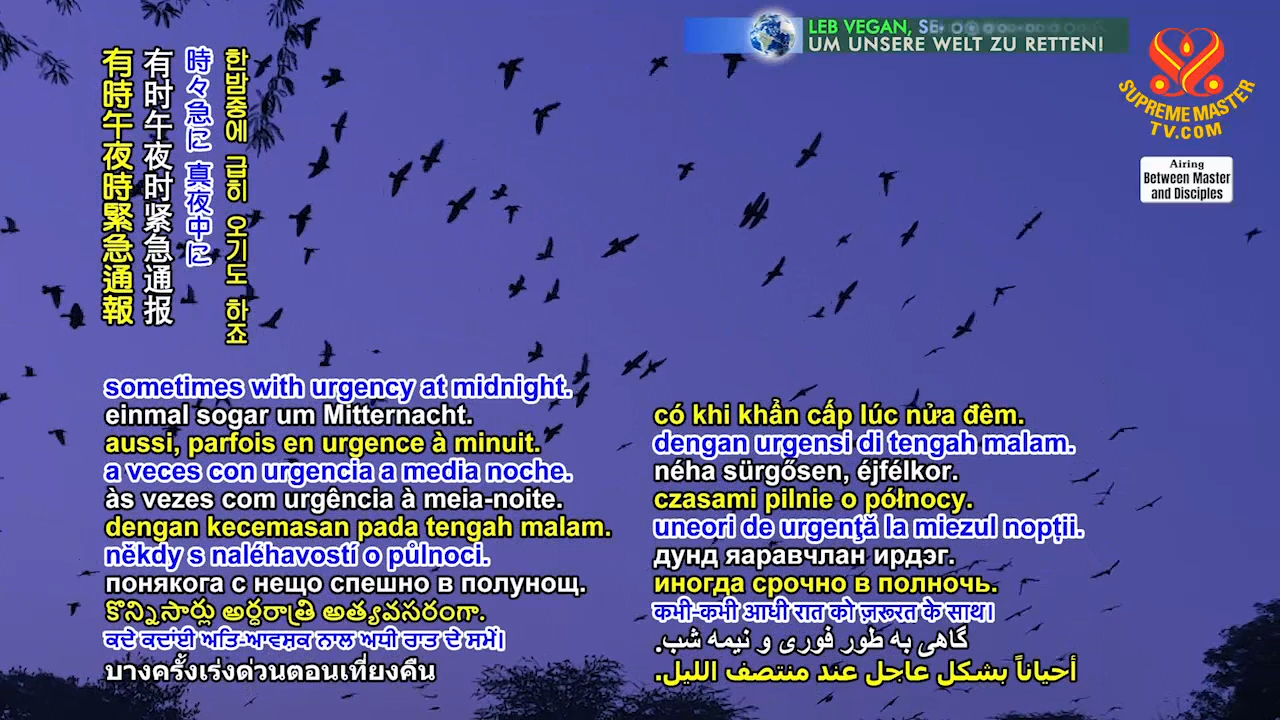 LEB VEGAN,
UM UNSERE WELT ZU RETTEN!
SUPREME MASTER
TV.COM
Airing
Between Master
and Disciples
有時午夜時緊急通報
有时午夜时紧急通报
時々急に 真夜中に
한밤중에 급히 오기도 하죠
sometimes with urgency at midnight.
einmal sogar um Mitternacht.
aussi, parfois en urgence à minuit.
a veces con urgencia a media noche.
às vezes com urgência à meia-noite.
dengan kecemasan pada tengah malam.
někdy s naléhavostí o půlnoci.
понякога с нещо спешно в полунощ.
కొన్నిసార్లు అర్ధరాత్రి అత్యవసరంగా.
ਕਦੇ ਕਦਾਂਈ ਅਤਿ-ਆਵਸ਼ਕ ਨਾਲ ਅਧੀ ਰਾਤ ਦੇ ਸਮੇਂ।
บางครั้งเร่งด่วนตอนเที่ยงคืน
có khi khẩn cấp lúc nửa đêm.
dengan urgensi di tengah malam.
néha sürgősen, éjfélkor.
czasami pilnie o północy.
uneori de urgenţă la miezul nopții.
дунд яаравчлан ирдэг.
иногда срочно в полночь.
कभी-कभी आधी रात को ज़रूरत के साथ।
گاهی به طور فوری و نیمه شب.
أحياناً بشكل عاجل عند منتصف الليل.